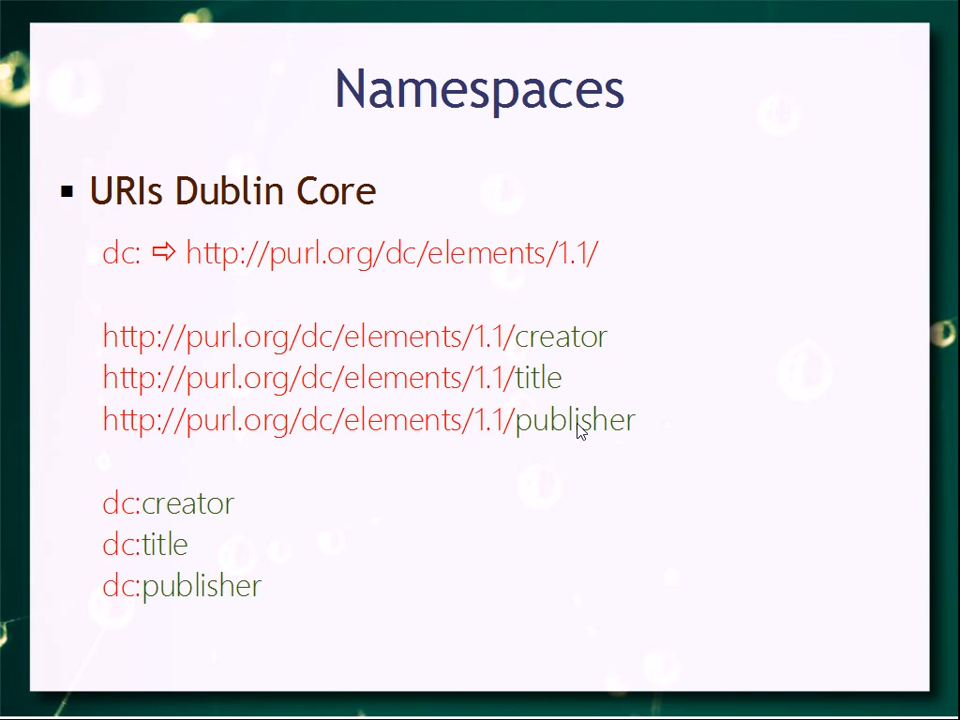 Namespaces
▪ URIs Dublin Core
dc: ⇨ http://purl.org/dc/elements/1.1/
http://purl.org/dc/elements/1.1/creator
http://purl.org/dc/elements/1.1/title
http://purl.org/dc/elements/1.1/publisher
dc:creator
dc:title
dc:publisher